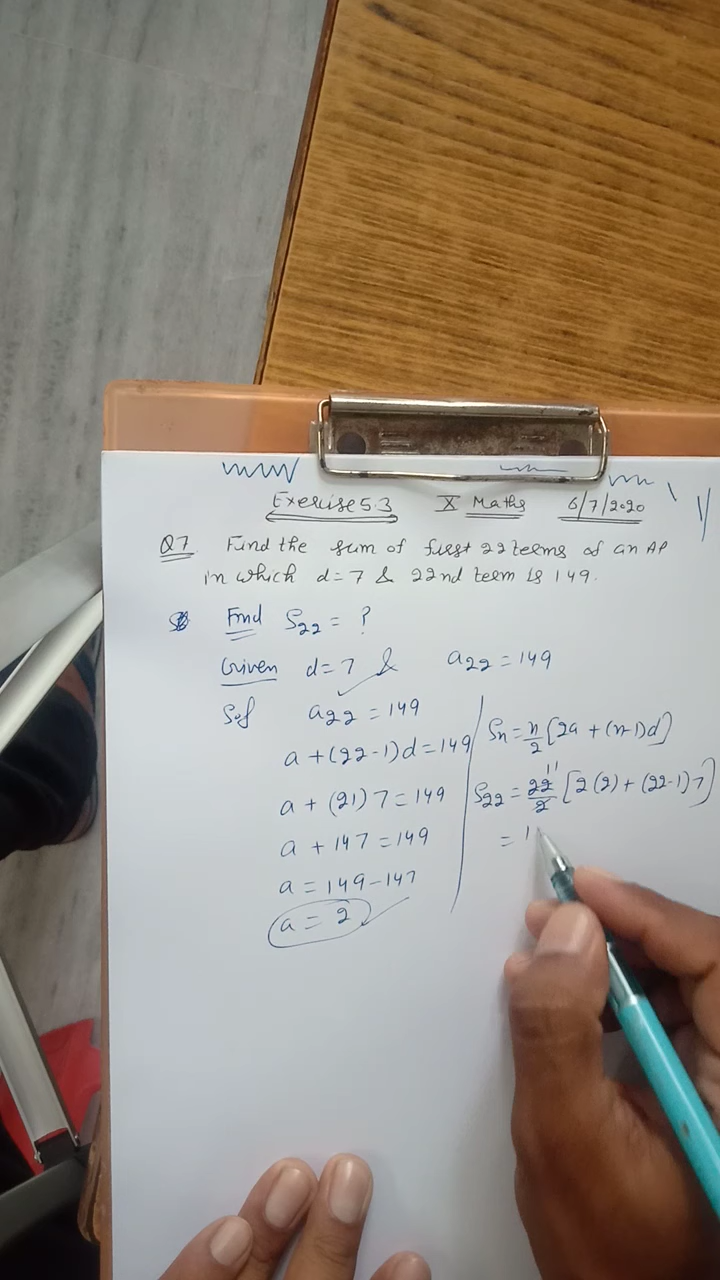 Exercise 5.3 X Maths 6/7/2020
Q7 Find the sum of first 22 terms of an AP
in which d=7 & 22nd term is 149.
Find S22 = ?
Given d=7 & a22 = 149
Sol a22 = 149
a+(22-1)d=149
a + (21) 7 = 149
a + 147 = 149
a = 149-147
a = 2
Sn = n/2 [2a + (n-1)d]
S22 = 22/2 11 [2(2) + (22-1)7]
= 11